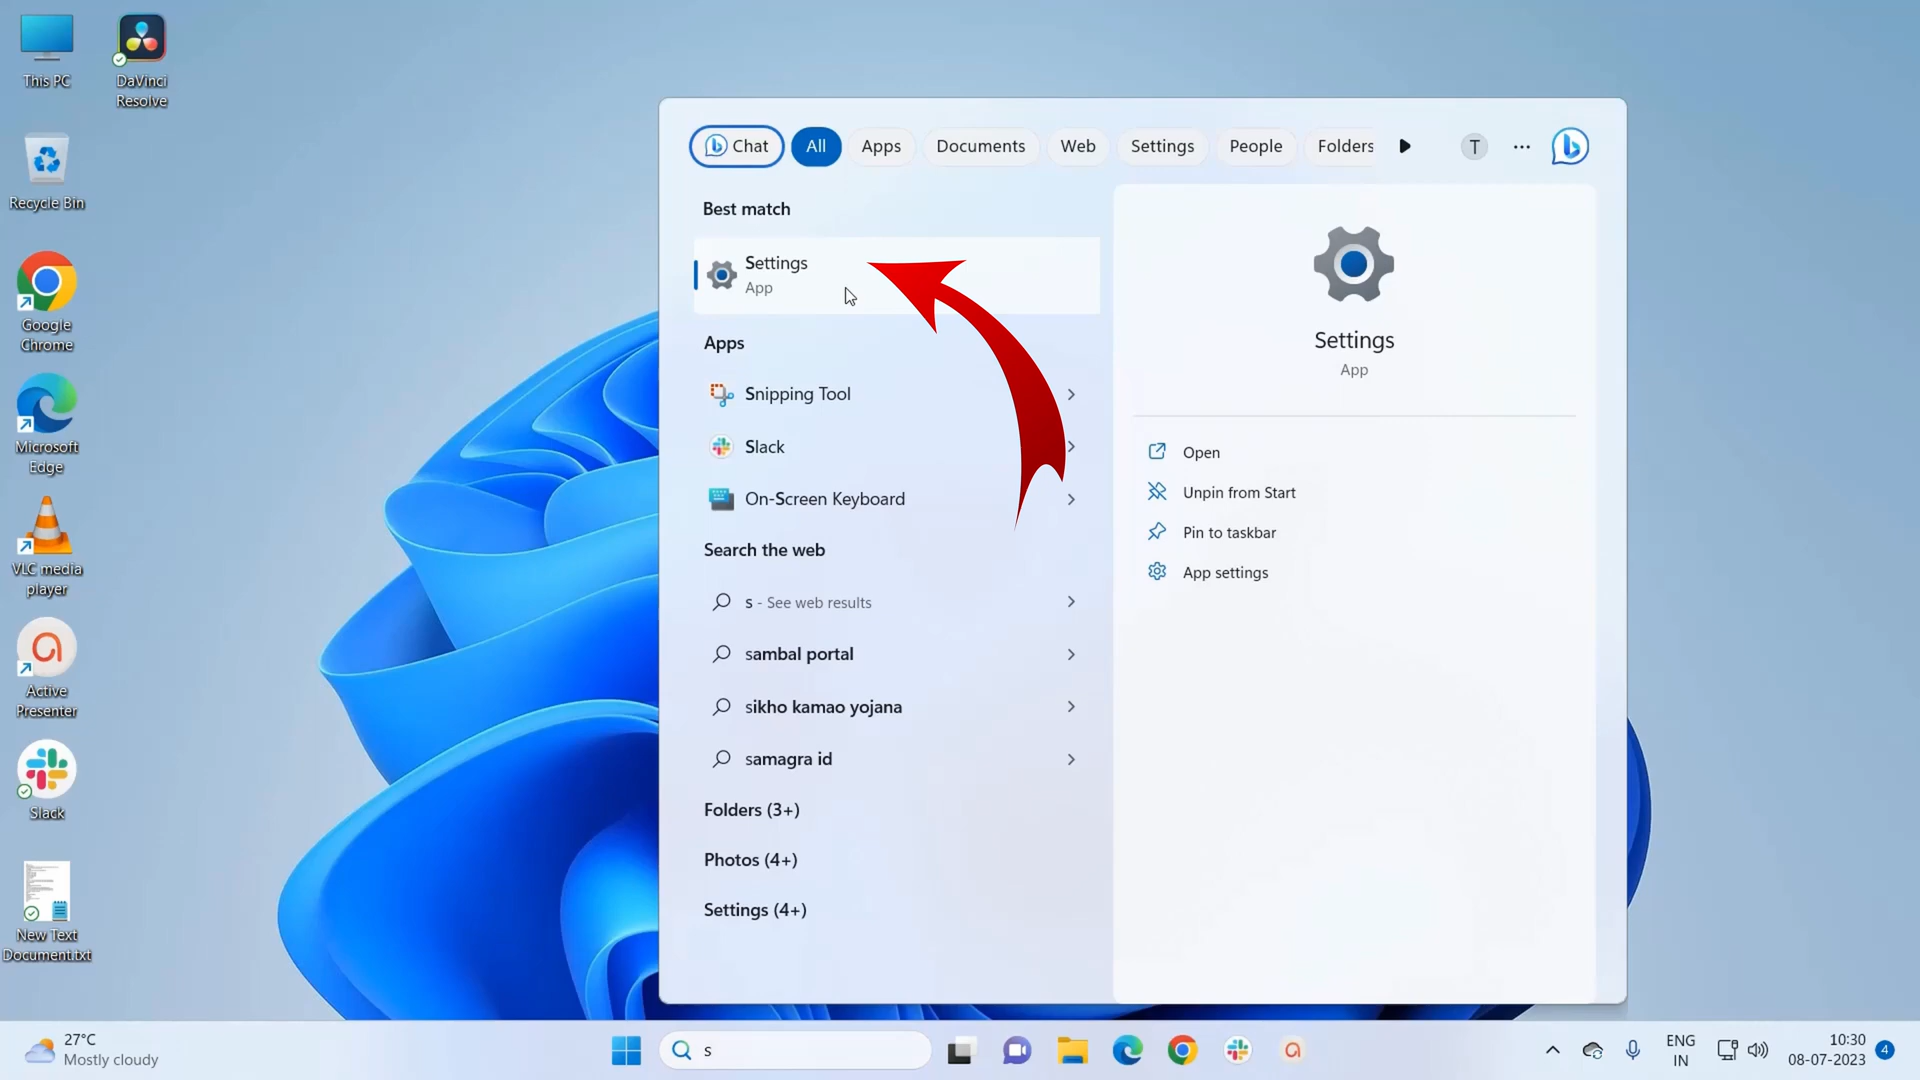 This PC
DaVinci
Resolve
Recycle Bin
Google
Chrome
Microsoft
Edge
VLC media
player
Active
Presenter
Slack
New Text
Document.txt
Chat
All
Apps
Documents
Web
Settings
People
Folders
T
Best match
Settings
App
Apps
Snipping Tool
Slack
On-Screen Keyboard
Search the web
s - See web results
sambal portal
sikho kamao yojana
samagra id
Folders (3+)
Photos (4+)
Settings (4+)
Settings
App
Open
Unpin from Start
Pin to taskbar
App settings
27°C
Mostly cloudy
s
ENG
IN
10:30
08-07-2023
4